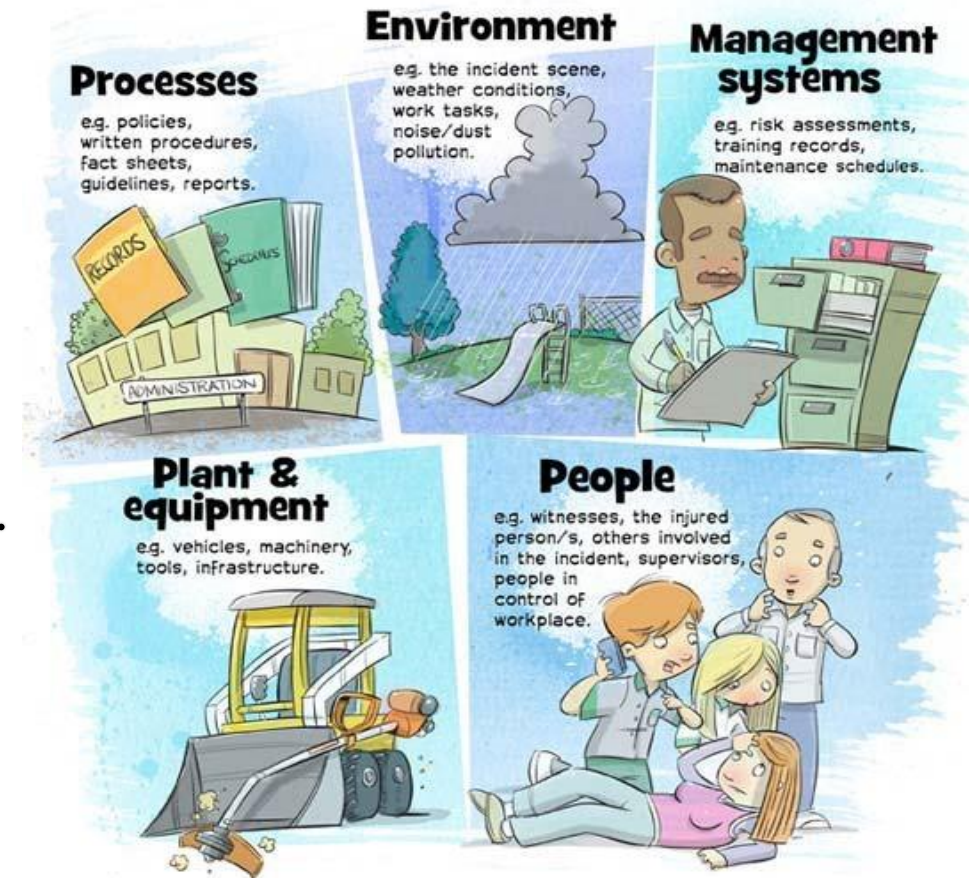 Processes
e.g. policies,
written procedures,
fact sheets,
guidelines, reports.
RECORDS
SCHEDULES
ADMINISTRATION
Environment
e.g. the incident scene,
weather conditions,
work tasks,
noise/dust
pollution.
Management
systems
e.g. risk assessments,
training records,
maintenance schedules.
Plant &
equipment
e.g. vehicles, machinery,
tools, infrastructure.
People
e.g. witnesses, the injured
person/s, others involved
in the incident, supervisors,
people in
control of
workplace.